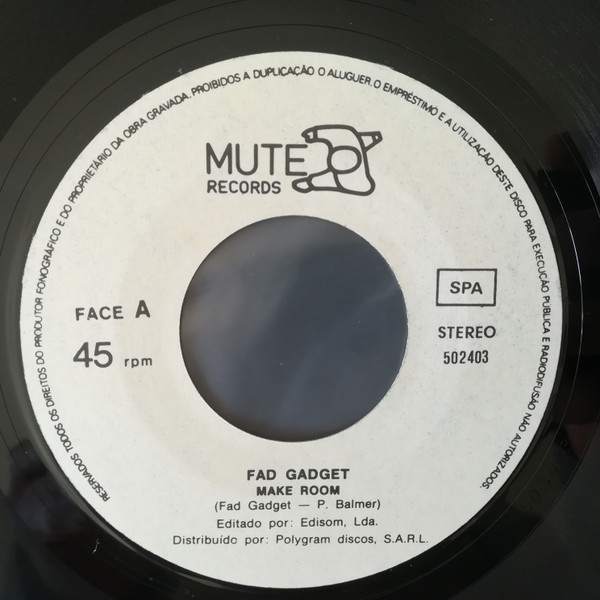 RESERVADOS TODOS OS DIREITOS DO PRODUTOR FONOGRÁFICO E DO PROPRIETÁRIO DA OBRA GRAVADA. PROIBIDOS A DUPLICAÇÃO O ALUGUER, O EMPRÉSTIMO E A UTILIZAÇÃO DESTE DISCO PARA EXECUÇÃO PUBLICA E RADIODIFUSÃO NÃO AUTORIZADOS.
MUTE
RECORDS
SPA
FACE A
STEREO
45 rpm
502403
FAD GADGET
MAKE ROOM
(Fad Gadget — P. Balmer)
Editado por: Edisom, Lda.
Distribuído por: Polygram discos, S.A.R.L.